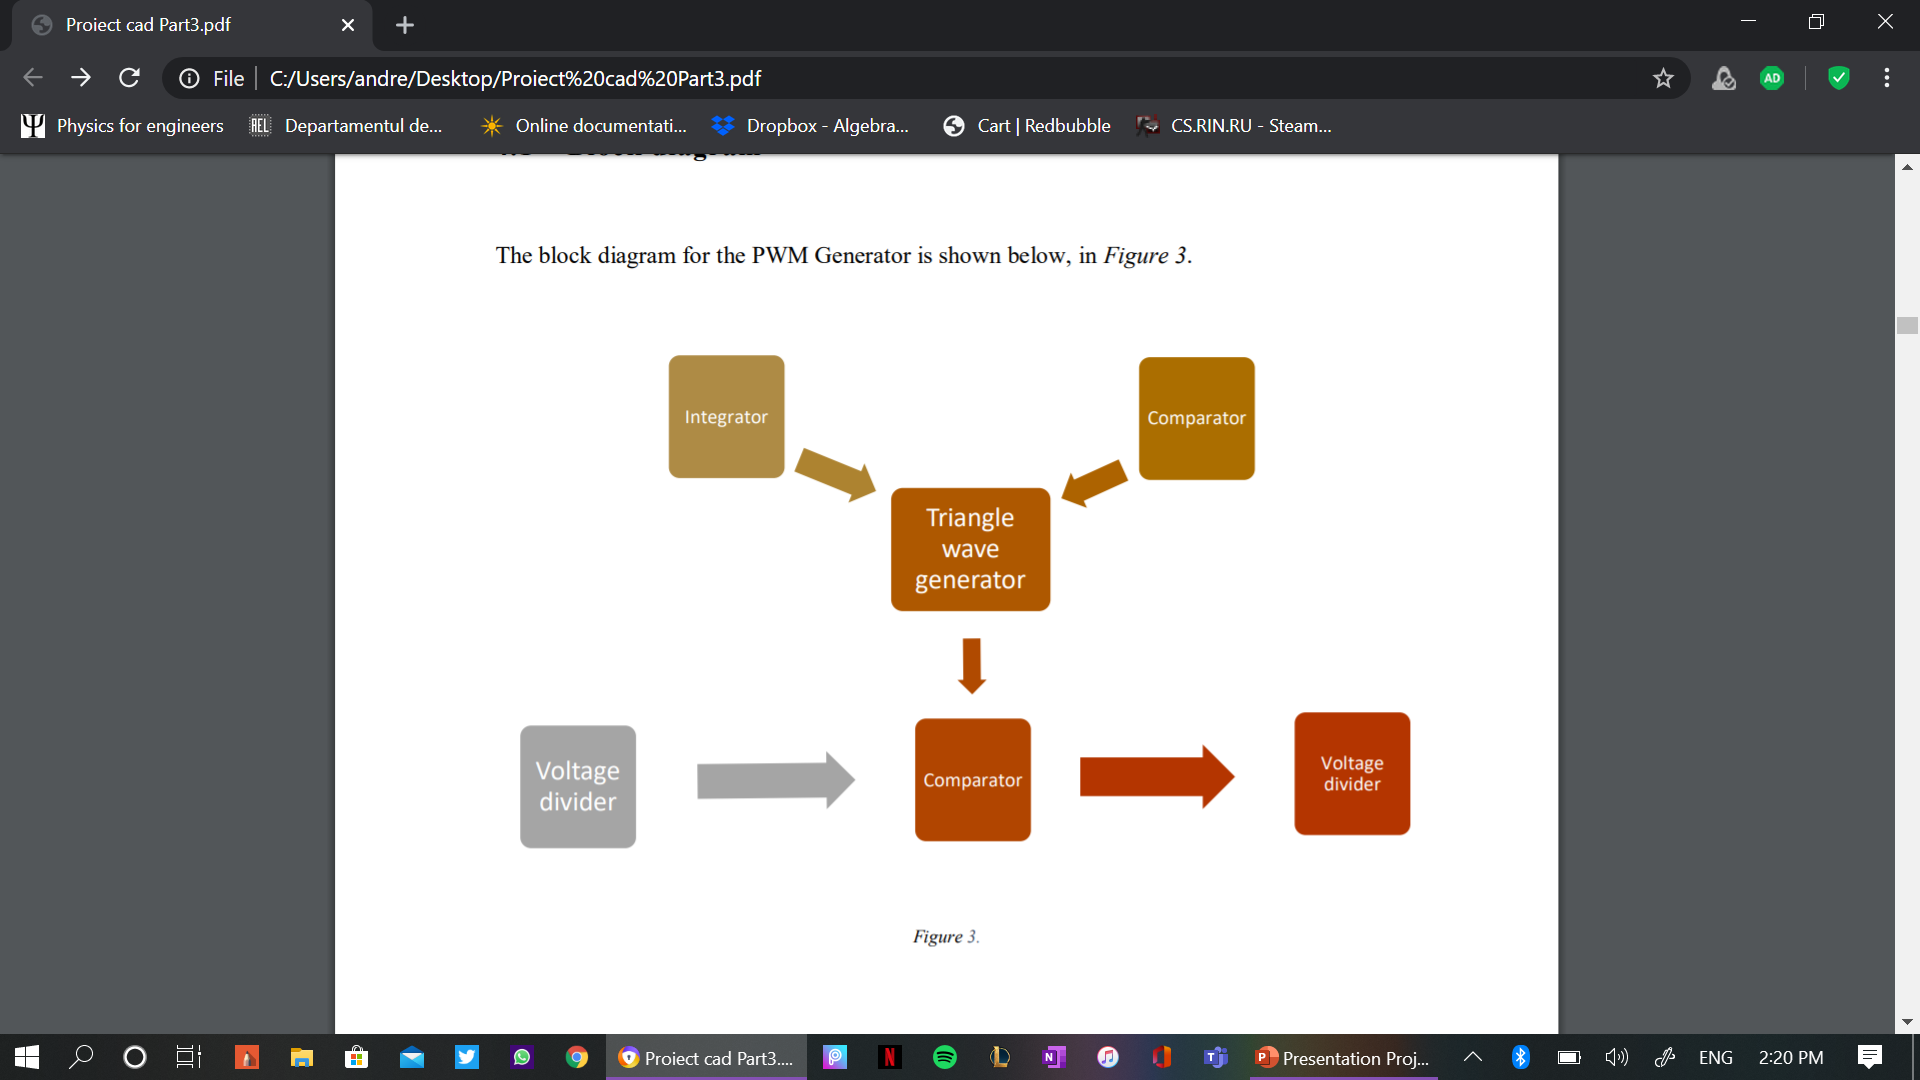 Proiect cad Part3.pdf
File
C:/Users/andre/Desktop/Proiect%20cad%20Part3.pdf
AD
Physics for engineers
REL
Departamentul de...
Online documentati...
Dropbox - Algebra...
Cart | Redbubble
CS.RIN.RU - Steam...
The block diagram for the PWM Generator is shown below, in Figure 3.
Integrator
Comparator
Triangle
wave
generator
Voltage
divider
Comparator
Voltage
divider
Figure 3.
Proiect cad Part3....
Presentation Proj...
ENG
2:20 PM